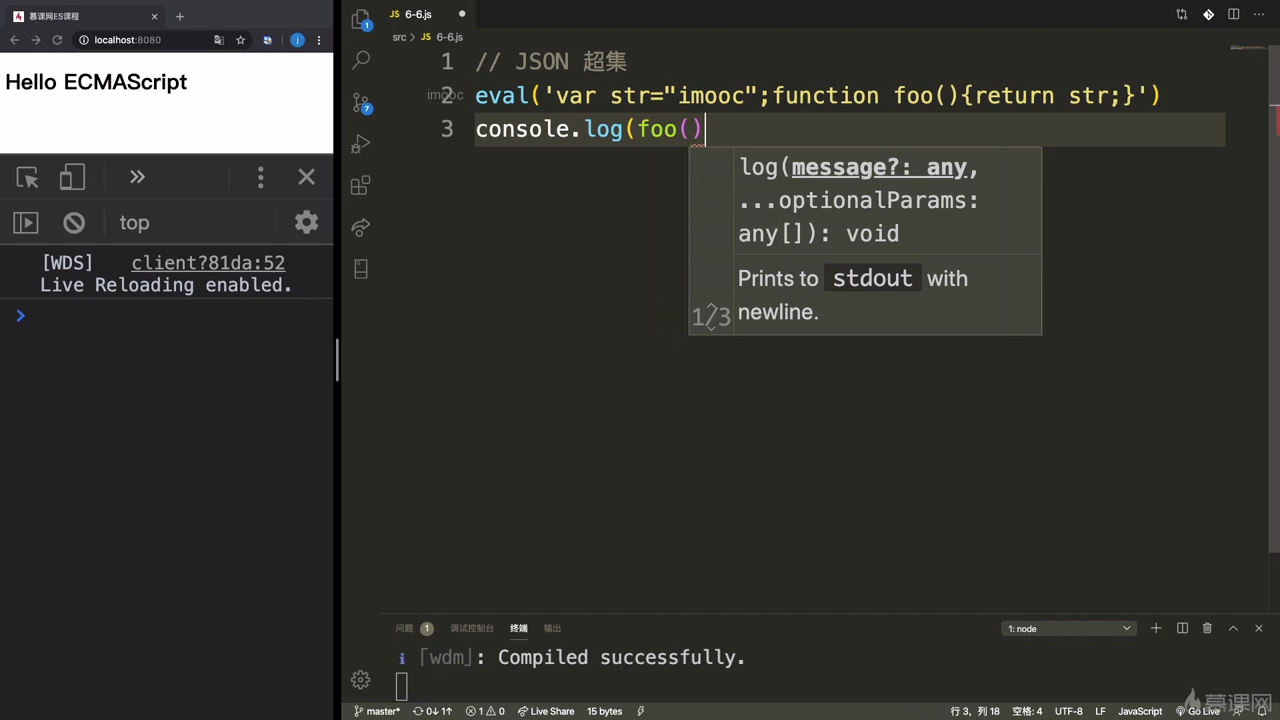 慕课网ES课程
localhost:8080
Hello ECMAScript
top
[WDS] client?81da:52
Live Reloading enabled.
JS 6-6.js
src > JS 6-6.js
1 // JSON 超集
2 eval('var str="imooc";function foo(){return str;}')
3 console.log(foo()
imooc
log(message?: any,
...optionalParams:
any[]): void
Prints to stdout with
newline.
1/3
问题 1 调试控制台 终端 输出
1: node
i ｢wdm｣: Compiled successfully.
1
7
master* 0↓ 1↑ 1 0 Live Share 15 bytes
行 3，列 18 空格: 4 UTF-8 LF JavaScript Go Live
慕课网